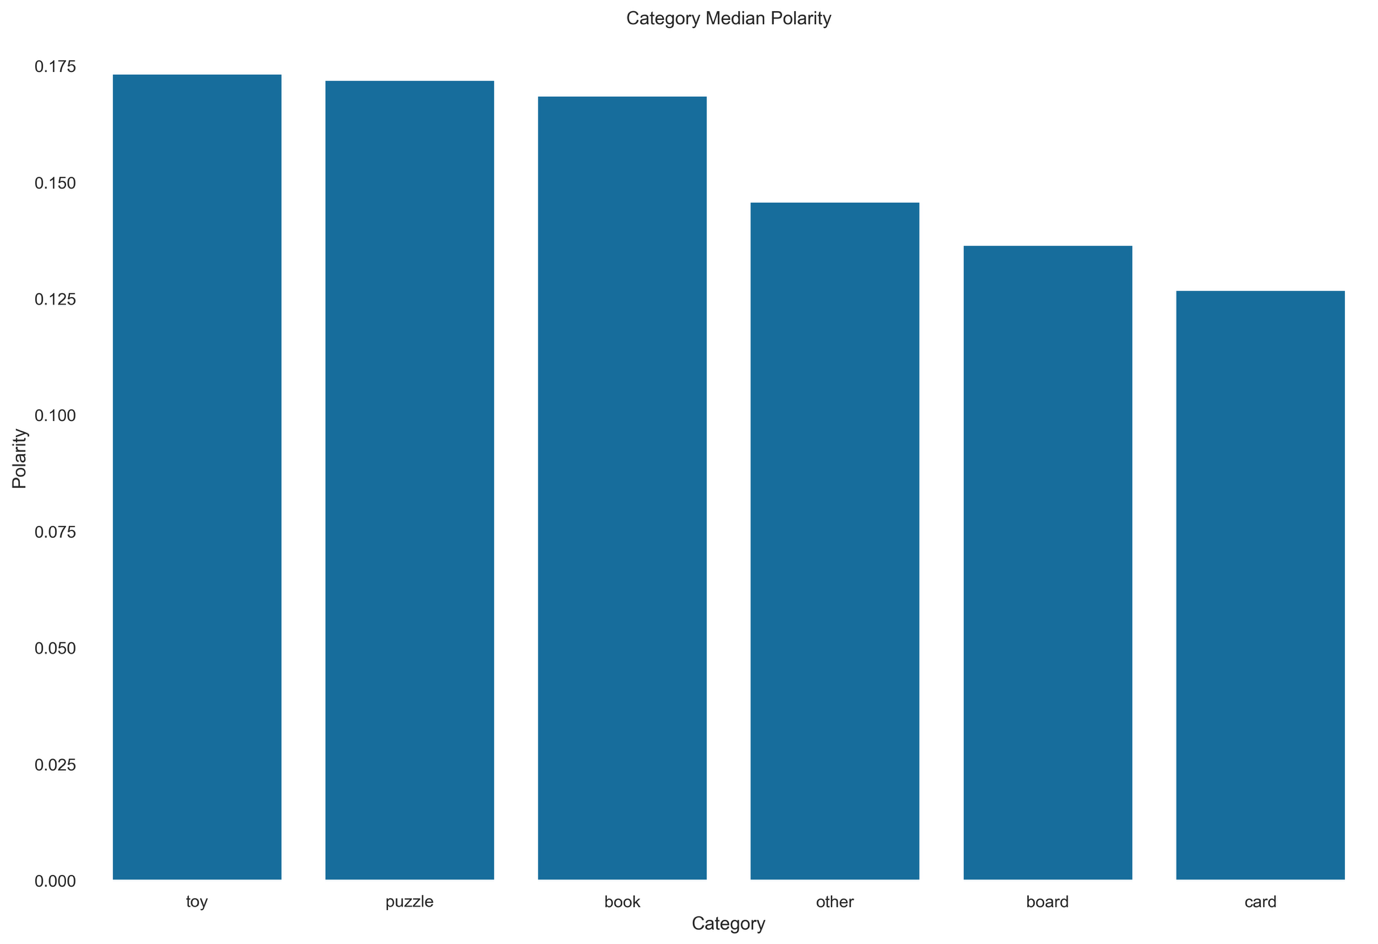 Category Median Polarity
0.175
0.150
0.125
0.100
0.075
0.050
0.025
0.000
Polarity
toy puzzle book other board card
Category